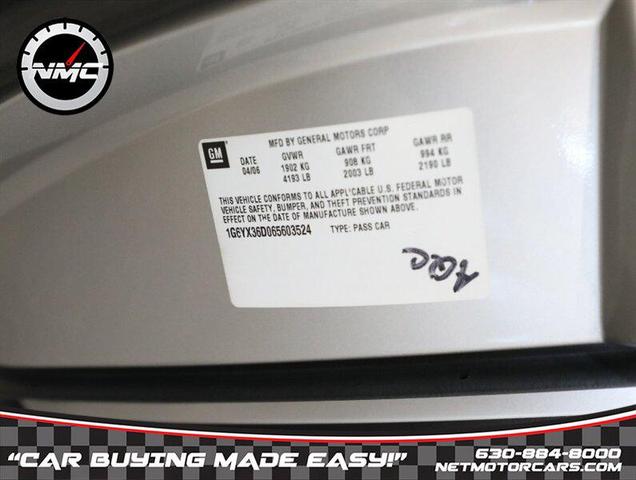 NMC
GM
MFD BY GENERAL MOTORS CORP
DATE GVWR GAWR FRT GAWR RR
04/06 1902 KG 908 KG 994 KG
4193 LB 2003 LB 2190 LB
THIS VEHICLE CONFORMS TO ALL APPLICABLE U.S. FEDERAL MOTOR
VEHICLE SAFETY, BUMPER, AND THEFT PREVENTION STANDARDS IN
EFFECT ON THE DATE OF MANUFACTURE SHOWN ABOVE.
1G6YX36D065603524 TYPE: PASS CAR
"CAR BUYING MADE EASY!"
630-884-8000
NETMOTORCARS.COM